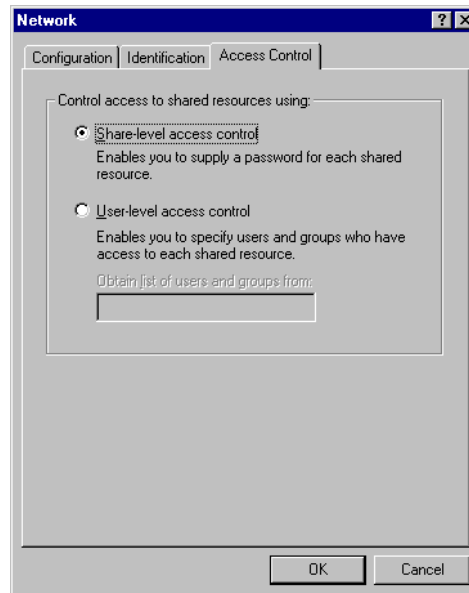 Network
Configuration
Identification
Access Control
Control access to shared resources using:
Share-level access control
Enables you to supply a password for each shared
resource.
User-level access control
Enables you to specify users and groups who have
access to each shared resource.
Obtain list of users and groups from:
OK
Cancel